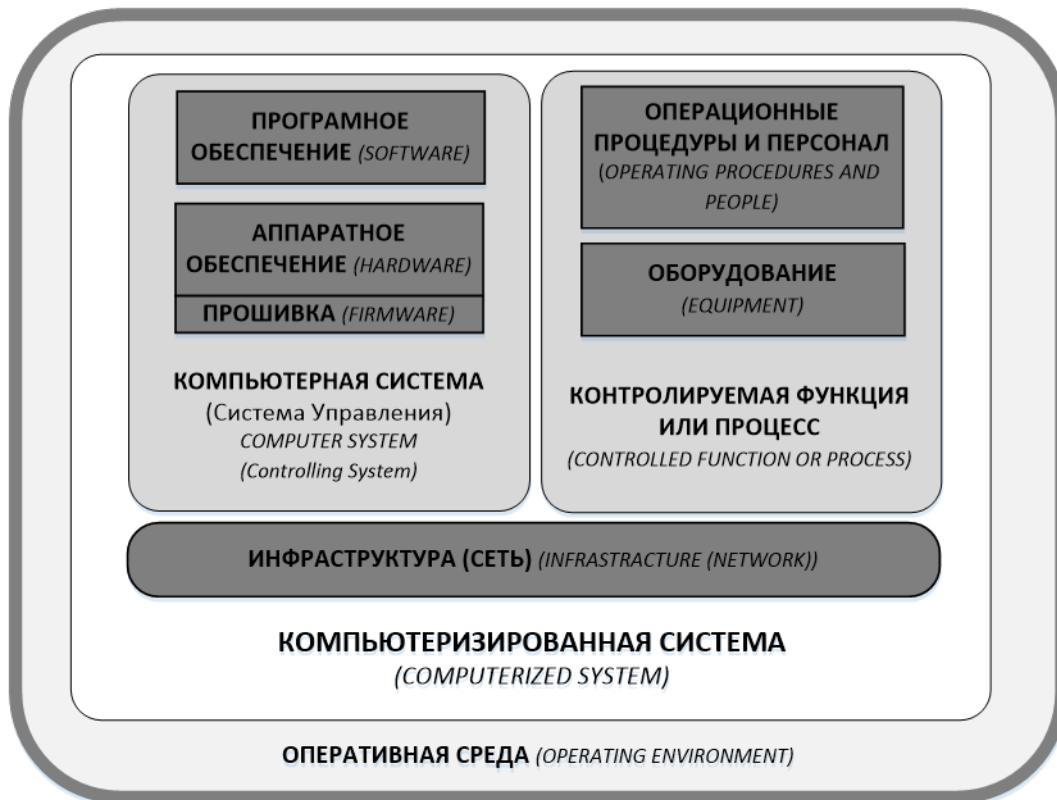 ПРОГРАМНОЕ
ОБЕСПЕЧЕНИЕ (SOFTWARE)
АППАРАТНОЕ
ОБЕСПЕЧЕНИЕ (HARDWARE)
ПРОШИВКА (FIRMWARE)
КОМПЬЮТЕРНАЯ СИСТЕМА
(Система Управления)
COMPUTER SYSTEM
(Controlling System)
ОПЕРАЦИОННЫЕ
ПРОЦЕДУРЫ И ПЕРСОНАЛ
(OPERATING PROCEDURES AND
PEOPLE)
ОБОРУДОВАНИЕ
(EQUIPMENT)
КОНТРОЛИРУЕМАЯ ФУНКЦИЯ
ИЛИ ПРОЦЕСС
(CONTROLLED FUNCTION OR PROCESS)
ИНФРАСТРУКТУРА (СЕТЬ) (INFRASTRACTURE (NETWORK))
КОМПЬЮТЕРИЗИРОВАННАЯ СИСТЕМА
(COMPUTERIZED SYSTEM)
ОПЕРАТИВНАЯ СРЕДА (OPERATING ENVIRONMENT)